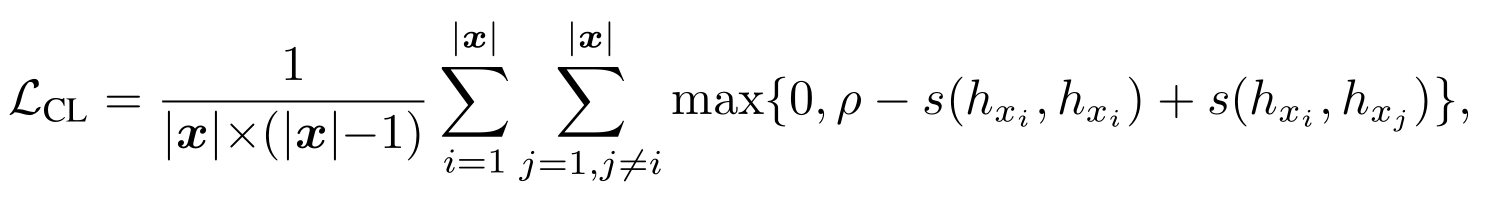 $\mathcal{L}_{\text{CL}} = \frac{1}{|\boldsymbol{x}| \times (|\boldsymbol{x}| - 1)} \sum_{i=1}^{|\boldsymbol{x}|} \sum_{j=1, j \neq i}^{|\boldsymbol{x}|} \max\{0, \rho - s(h_{x_i}, h_{x_i}) + s(h_{x_i}, h_{x_j})\},$